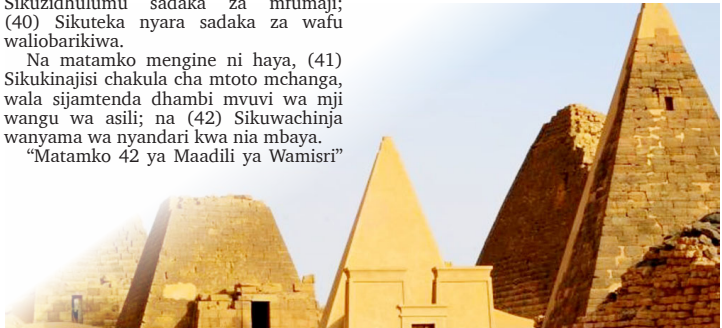 Sikuzidhulumu sadaka za mfumaji;
(40) Sikuteka nyara sadaka za wafu
waliobarikiwa.
Na matamko mengine ni haya, (41)
Sikukinajisi chakula cha mtoto mchanga,
wala sijamtenda dhambi mvuvi wa mji
wangu wa asili; na (42) Sikuwachinja
wanyama wa nyandari kwa nia mbaya.
“Matamko 42 ya Maadili ya Wamisri”